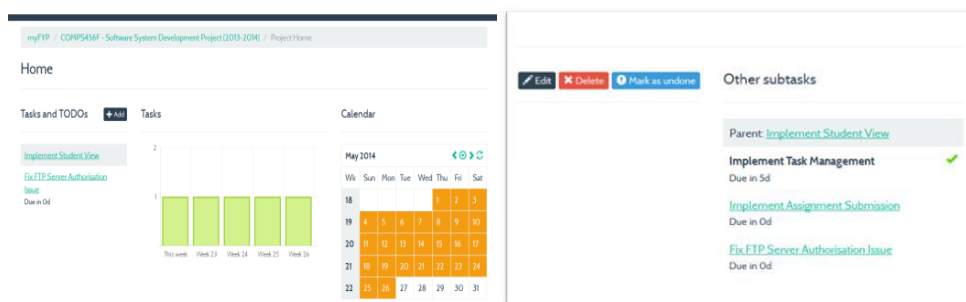 myFYP / COMPS456F - Software System Development Project (2013-2014) / Project Home
Home
Tasks and TODOs
+ Add
Implement Student View
Fix FTP Server Authorisation
Issue
Due in 0d
Tasks
2
1
This week Week 23 Week 24 Week 25 Week 26
Calendar
May 2014
Wk Sun Mon Tue Wed Thu Fri Sat
18 1 2 3
19 4 5 6 7 8 9 10
20 11 12 13 14 15 16 17
21 18 19 20 21 22 23 24
22 25 26 27 28 29 30 31
Edit
Delete
Mark as undone
Other subtasks
Parent: Implement Student View
Implement Task Management
Due in 5d
Implement Assignment Submission
Due in 0d
Fix FTP Server Authorisation Issue
Due in 0d